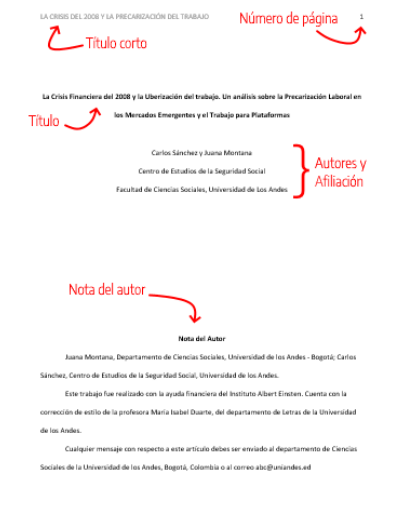 LA CRISIS DEL 2008 Y LA PRECARIZACIÓN DEL TRABAJO
Número de página
1
Título corto
La Crisis Financiera del 2008 y la Uberización del trabajo. Un análisis sobre la Precarización Laboral en
los Mercados Emergentes y el Trabajo para Plataformas
Título
Carlos Sánchez y Juana Montana
Centro de Estudios de la Seguridad Social
Facultad de Ciencias Sociales, Universidad de Los Andes
Autores y
Afiliación
Nota del autor
Nota del Autor
Juana Montana, Departamento de Ciencias Sociales, Universidad de los Andes - Bogotá; Carlos
Sánchez, Centro de Estudios de la Seguridad Social, Universidad de los Andes.
Este trabajo fue realizado con la ayuda financiera del Instituto Albert Einsten. Cuenta con la
corrección de estilo de la profesora María Isabel Duarte, del departamento de Letras de la Universidad
de los Andes.
Cualquier mensaje con respecto a este artículo debes ser enviado al departamento de Ciencias
Sociales de la Universidad de los Andes, Bogotá, Colombia o al correo abc@uniandes.ed